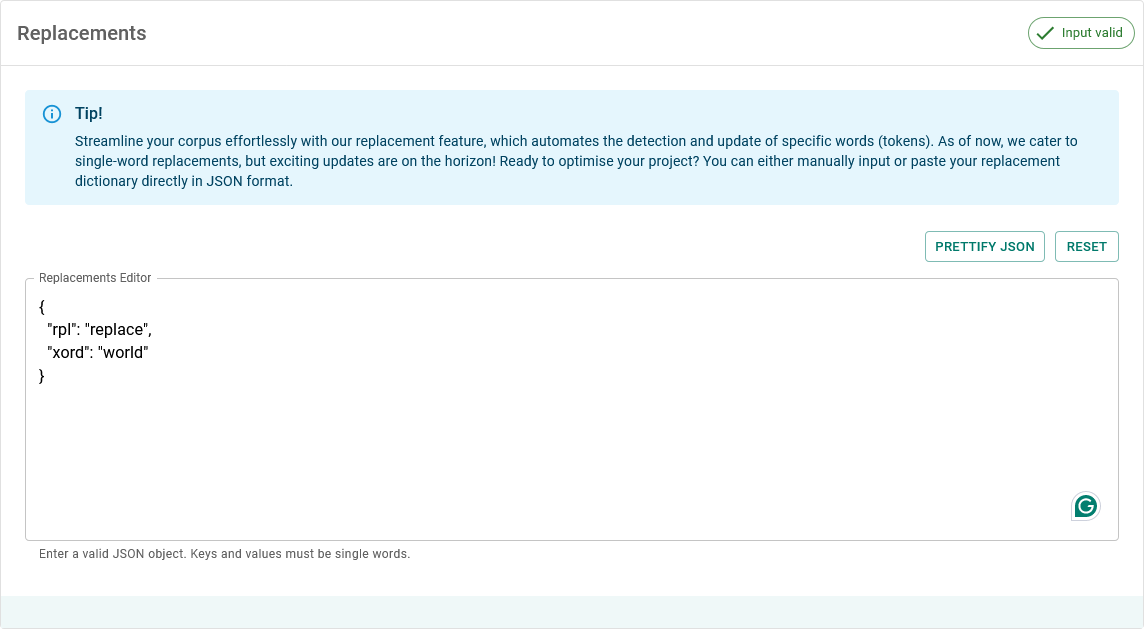 Replacements
Input valid
Tip!
Streamline your corpus effortlessly with our replacement feature, which automates the detection and update of specific words (tokens). As of now, we cater to
single-word replacements, but exciting updates are on the horizon! Ready to optimise your project? You can either manually input or paste your replacement
dictionary directly in JSON format.
PRETTIFY JSON
RESET
Replacements Editor
{
  "rpl": "replace",
  "xord": "world"
}
G
Enter a valid JSON object. Keys and values must be single words.